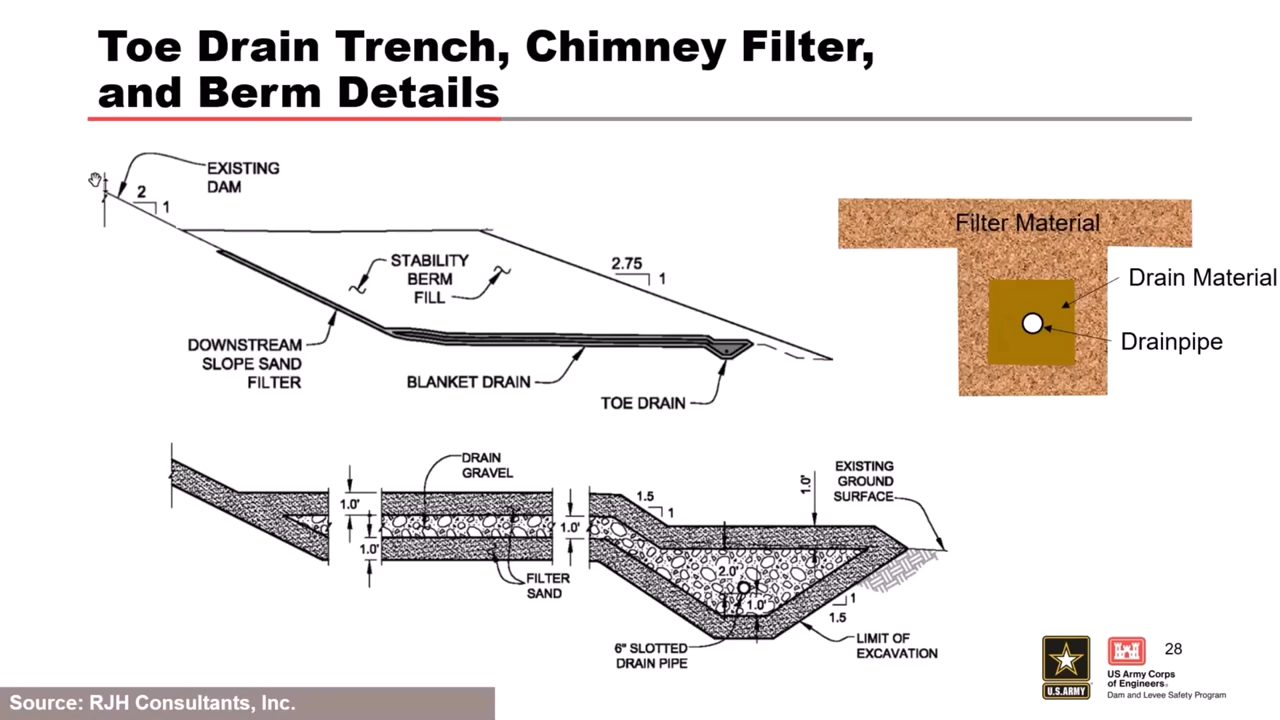 Toe Drain Trench, Chimney Filter,
and Berm Details
EXISTING
DAM
2
1
STABILITY
BERM
FILL
2.75
1
DOWNSTREAM
SLOPE SAND
FILTER
BLANKET DRAIN
TOE DRAIN
Filter Material
Drain Material
Drainpipe
DRAIN
GRAVEL
1.0'
1.0'
1.0'
FILTER
SAND
1.5
1
1.0'
EXISTING
GROUND
SURFACE
2.0'
1.0'
1
1.5
6" SLOTTED
DRAIN PIPE
LIMIT OF
EXCAVATION
U.S.ARMY
US Army Corps
of Engineers®
Dam and Levee Safety Program
28
Source: RJH Consultants, Inc.